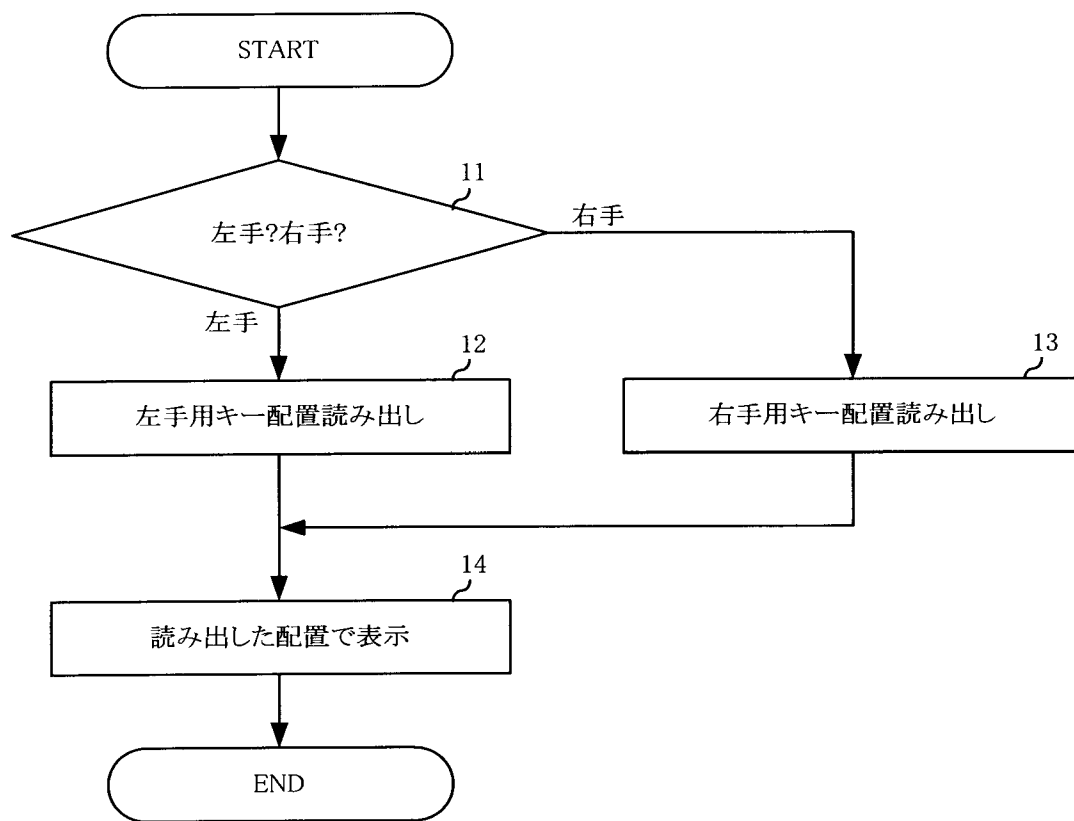 START
11
左手?右手?
右手
左手
12
左手用キー配置読み出し
13
右手用キー配置読み出し
14
読み出した配置で表示
END